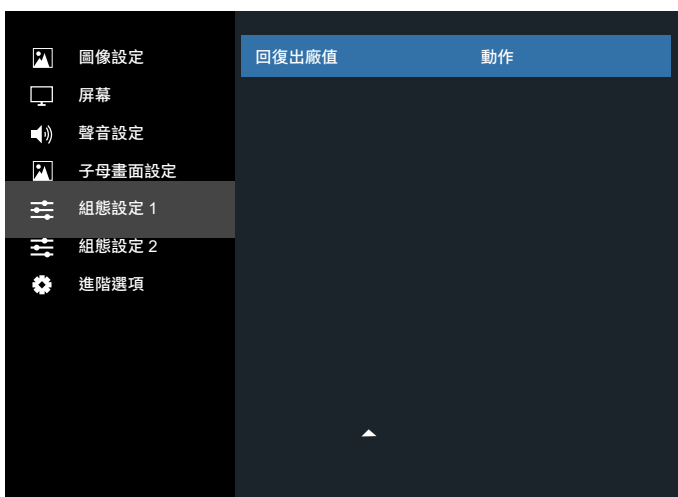 圖像設定
屏幕
聲音設定
子母畫面設定
組態設定 1
組態設定 2
進階選項
回復出廠值 動作